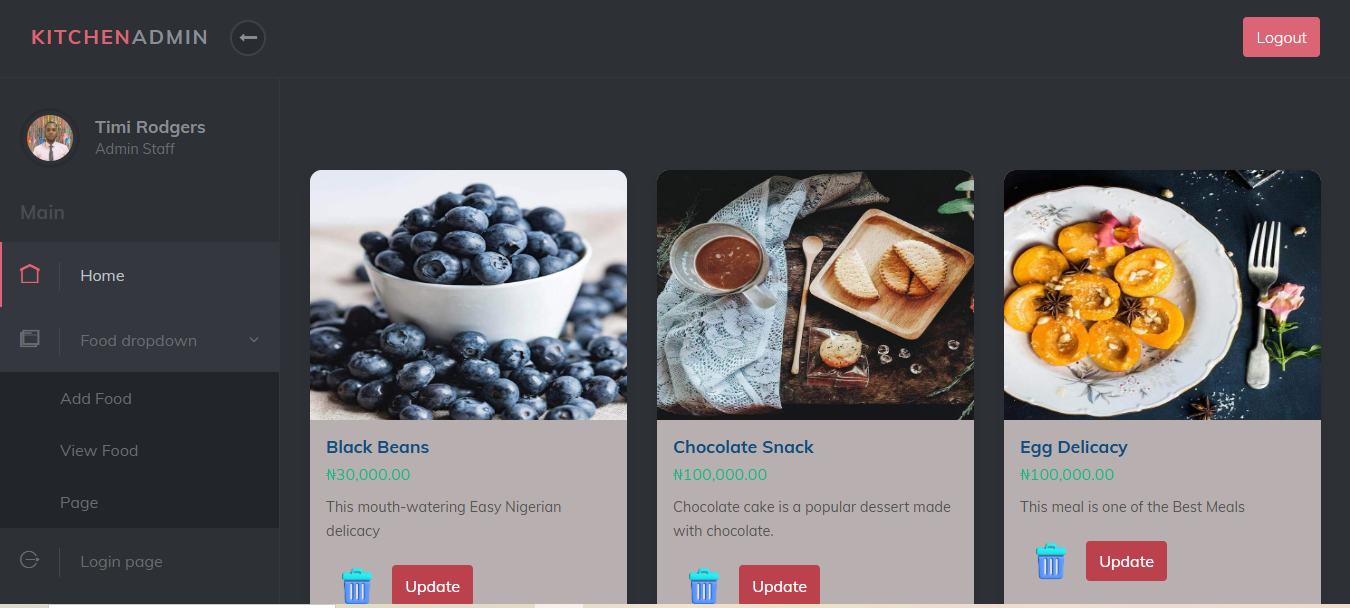 KITCHENADMIN
Logout
Timi Rodgers
Admin Staff
Main
Home
Food dropdown
Add Food
View Food
Page
Login page
Black Beans
₦30,000.00
This mouth-watering Easy Nigerian
delicacy
Update
Chocolate Snack
₦100,000.00
Chocolate cake is a popular dessert made
with chocolate.
Update
Egg Delicacy
₦100,000.00
This meal is one of the Best Meals
Update